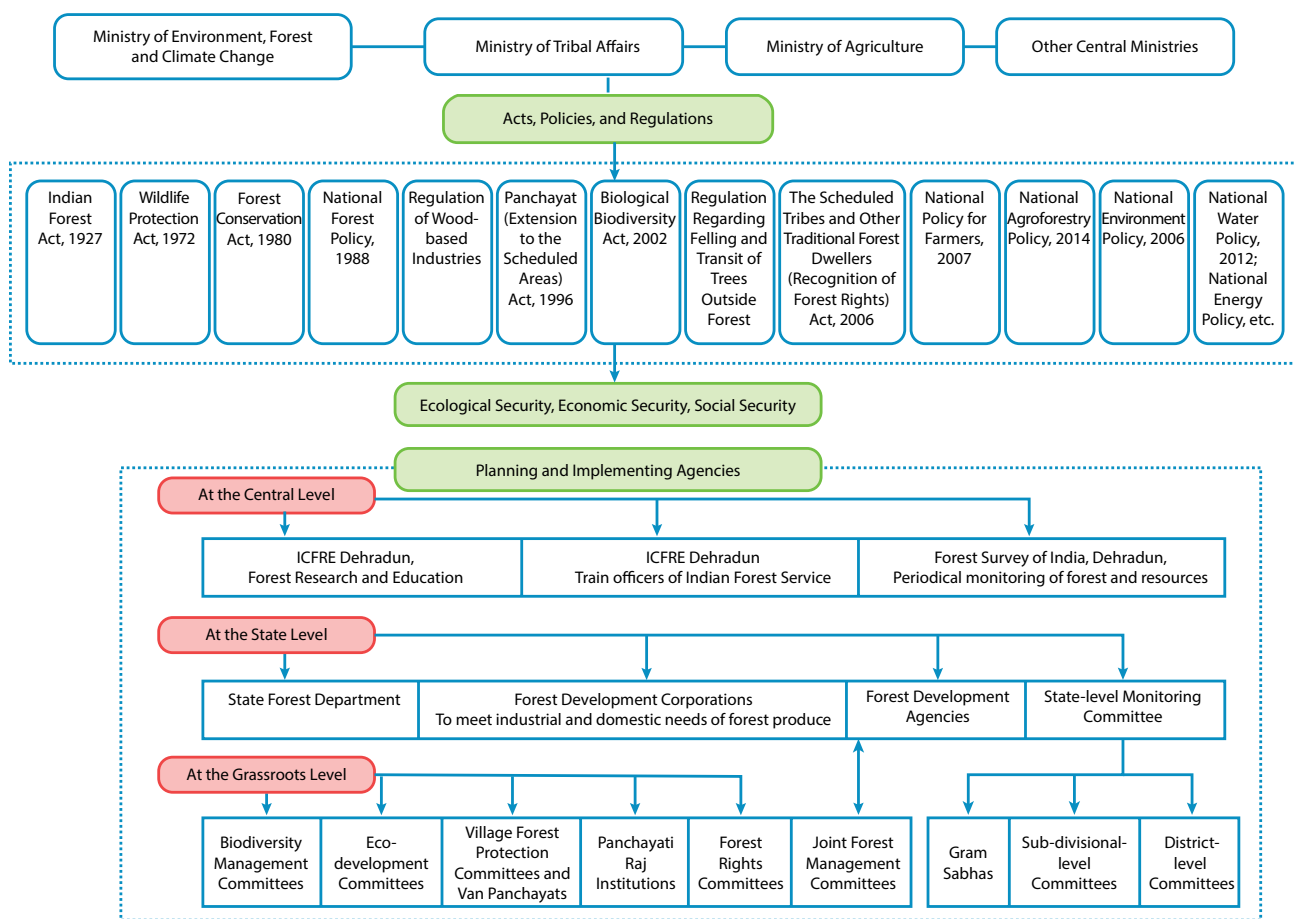 Ministry of Environment, Forest
and Climate Change
Ministry of Tribal Affairs
Ministry of Agriculture
Other Central Ministries
Acts, Policies, and Regulations
Indian
Forest
Act, 1927
Wildlife
Protection
Act, 1972
Forest
Conservation
Act, 1980
National
Forest
Policy,
1988
Regulation
of Wood-
based
Industries
Panchayat
(Extension
to the
Scheduled
Areas)
Act, 1996
Biological
Biodiversity
Act, 2002
Regulation
Regarding
Felling and
Transit of
Trees
Outside
Forest
The Scheduled
Tribes and Other
Traditional Forest
Dwellers
(Recognition of
Forest Rights)
Act, 2006
National
Policy for
Farmers,
2007
National
Agroforestry
Policy, 2014
National
Environment
Policy, 2006
National
Water
Policy,
2012;
National
Energy
Policy, etc.
Ecological Security, Economic Security, Social Security
Planning and Implementing Agencies
At the Central Level
ICFRE Dehradun,
Forest Research and Education
ICFRE Dehradun
Train officers of Indian Forest Service
Forest Survey of India, Dehradun,
Periodical monitoring of forest and resources
At the State Level
State Forest Department
Forest Development Corporations
To meet industrial and domestic needs of forest produce
Forest Development
Agencies
State-level Monitoring
Committee
At the Grassroots Level
Biodiversity
Management
Committees
Eco-
development
Committees
Village Forest
Protection
Committees and
Van Panchayats
Panchayati
Raj
Institutions
Forest
Rights
Committees
Joint Forest
Management
Committees
Gram
Sabhas
Sub-divisional-
level
Committees
District-
level
Committees